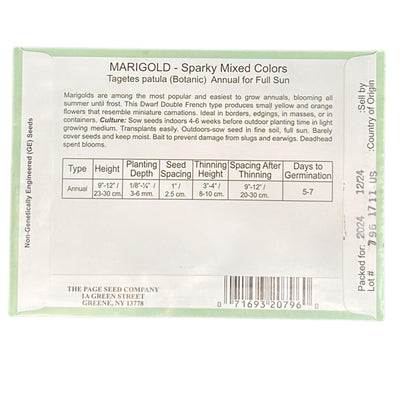 MARIGOLD - Sparky Mixed Colors
Tagetes patula (Botanic) Annual for Full Sun
Marigolds are among the most popular and easiest to grow annuals, blooming all
summer until frost. This Dwarf Double French type produces small yellow and orange
flowers that resemble miniature carnations. Ideal in borders, edgings, in masses, or in
containers. Culture: Sow seeds indoors 4-6 weeks before outdoor planting time in light
growing medium. Transplants easily. Outdoors-sow seed in fine soil, full sun. Barely
cover seeds and keep moist. Bait to prevent damage from slugs and earwigs. Deadhead
spent blooms.
Type Height Planting Depth Seed Spacing Thinning Height Spacing After Thinning Days to Germination
Annual 9"-12" / 23-30 cm. 1/8"-¼" / 3-6 mm. 1" / 2.5 cm. 3"-4" / 8-10 cm. 9"-12" / 20-30 cm. 5-7
THE PAGE SEED COMPANY
1A GREEN STREET
GREENE, NY 13778
0 71693 20796 0
Non-Genetically Engineered (GE) Seeds
Packed for: 2024 12/24 :Sell by
Lot # 796 1711 US :Country of Origin